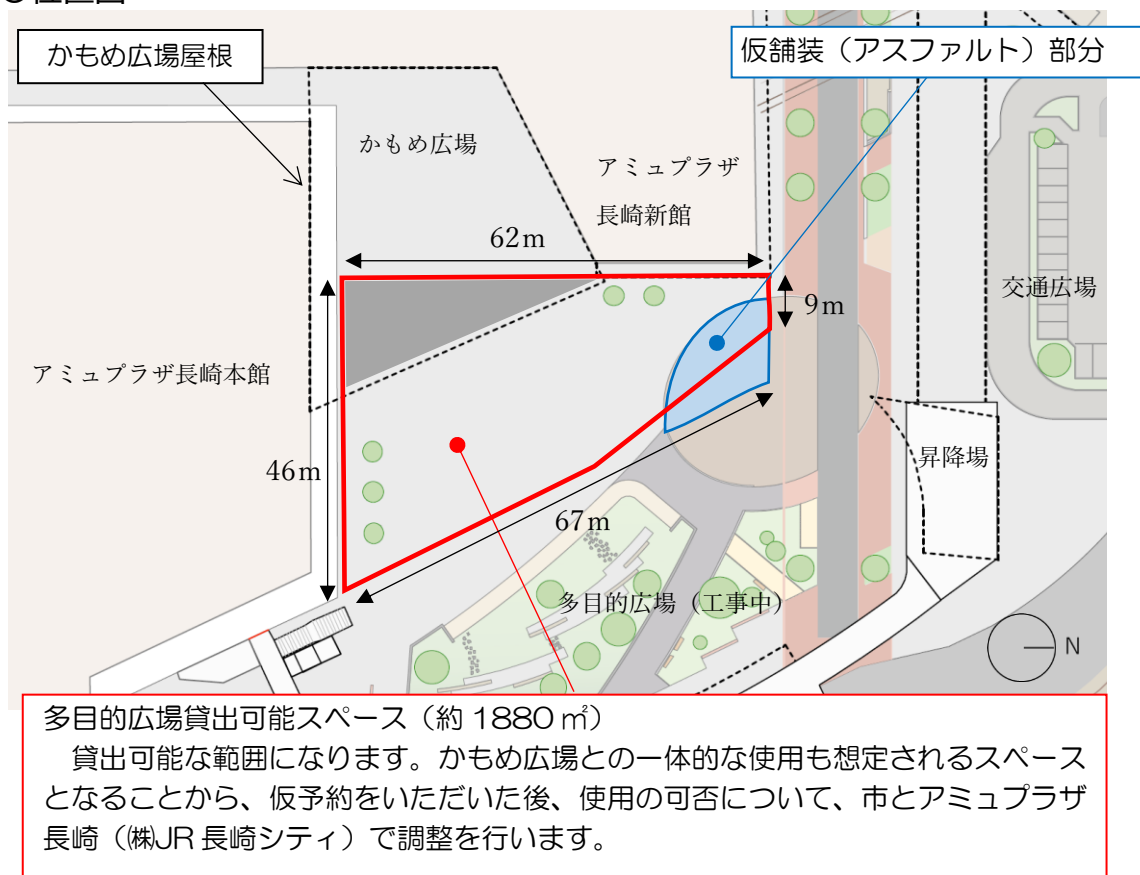 かもめ広場屋根
仮舗装（アスファルト）部分
かもめ広場
アミュプラザ
長崎新館
62m
9m
交通広場
アミュプラザ長崎本館
46m
昇降場
67m
多目的広場（工事中）
N
多目的広場貸出可能スペース（約 1880 ㎡）
貸出可能な範囲になります。かもめ広場との一体的な使用も想定されるスペース
となることから、仮予約をいただいた後、使用の可否について、市とアミュプラザ
長崎（㈱JR 長崎シティ）で調整を行います。